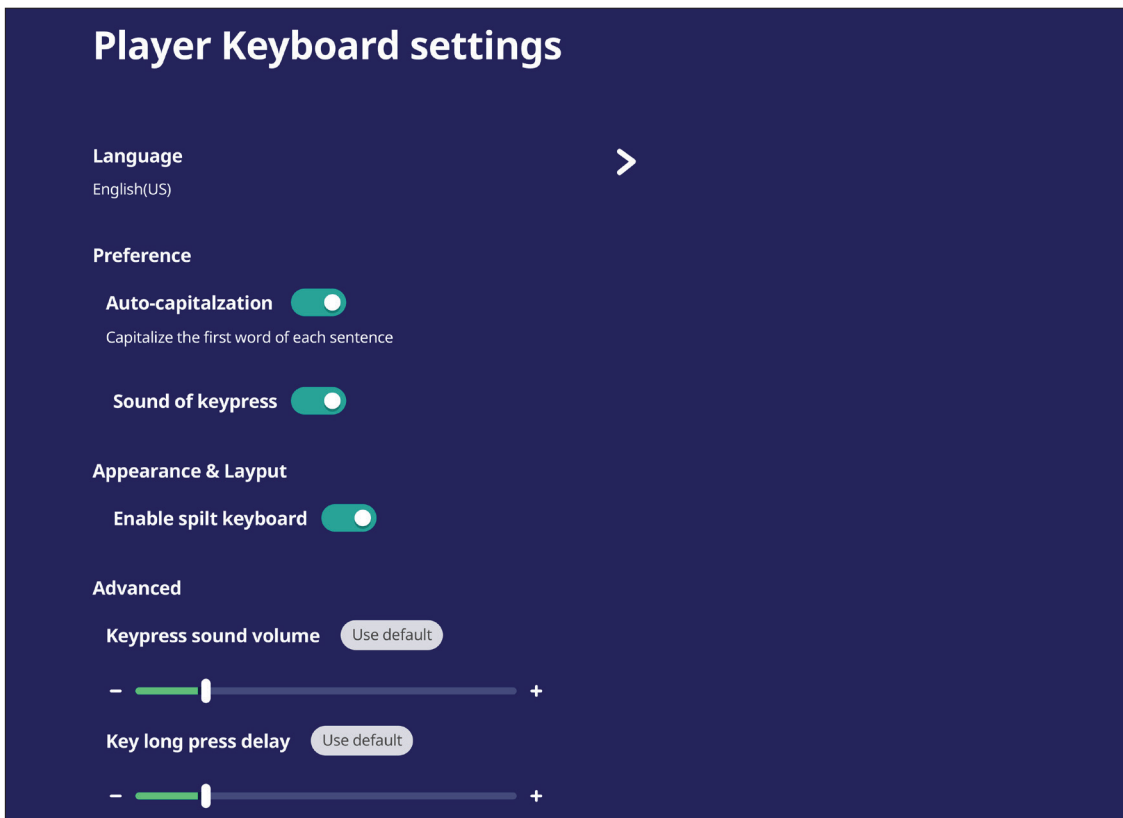 Player Keyboard settings
Language
English(US)
Preference
Auto-capitalzation
Capitalize the first word of each sentence
Sound of keypress
Appearance & Layput
Enable spilt keyboard
Advanced
Keypress sound volume Use default
- +
Key long press delay Use default
- +